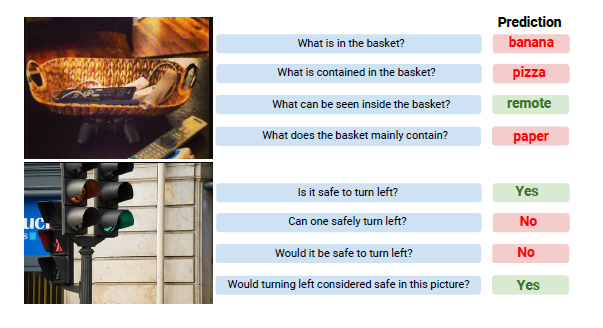 Prediction
What is in the basket? banana
What is contained in the basket? pizza
What can be seen inside the basket? remote
What does the basket mainly contain? paper
Is it safe to turn left? Yes
Can one safely turn left? No
Would it be safe to turn left? No
Would turning left considered safe in this picture? Yes